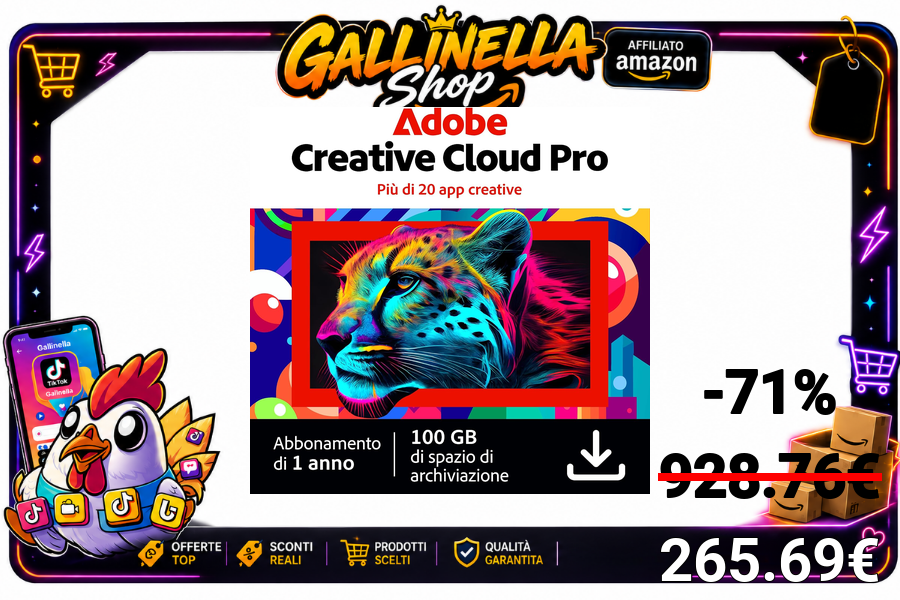 GALLINELLA
Shop
AFFILIATO
amazon
Adobe
Creative Cloud Pro
Più di 20 app creative
Gallinella
TikTok
Gallinella
-71%
Abbonamento
di 1 anno
100 GB
di spazio di
archiviazione
928.76€
265.69€
OFFERTE
TOP
SCONTI
REALI
PRODOTTI
SCELTI
QUALITÀ
GARANTITA